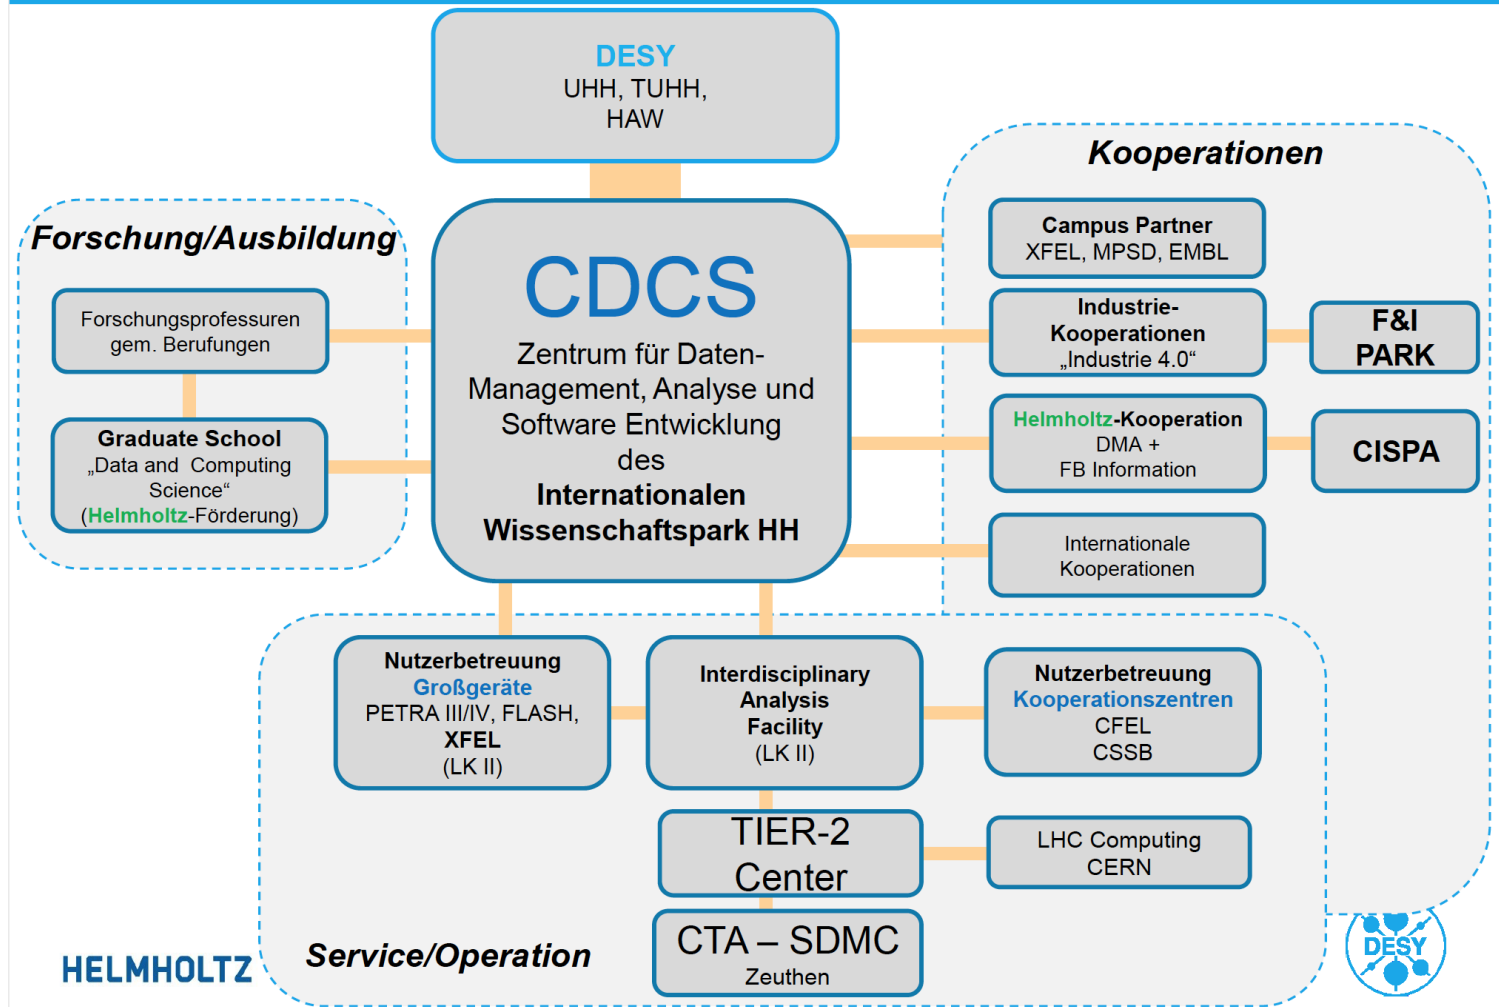 DESY
UHH, TUHH,
HAW
Kooperationen
Forschung/Ausbildung
Forschungsprofessuren
gem. Berufungen
Graduate School
„Data and Computing
Science“
(Helmholtz-Förderung)
CDCS
Zentrum für Daten-
Management, Analyse und
Software Entwicklung
des
Internationalen
Wissenschaftspark HH
Campus Partner
XFEL, MPSD, EMBL
Industrie-
Kooperationen
„Industrie 4.0“
F&I
PARK
Helmholtz-Kooperation
DMA +
FB Information
CISPA
Internationale
Kooperationen
Nutzerbetreuung
Großgeräte
PETRA III/IV, FLASH,
XFEL
(LK II)
Interdisciplinary
Analysis
Facility
(LK II)
Nutzerbetreuung
Kooperationszentren
CFEL
CSSB
TIER-2
Center
LHC Computing
CERN
CTA – SDMC
Zeuthen
Service/Operation
HELMHOLTZ
DESY